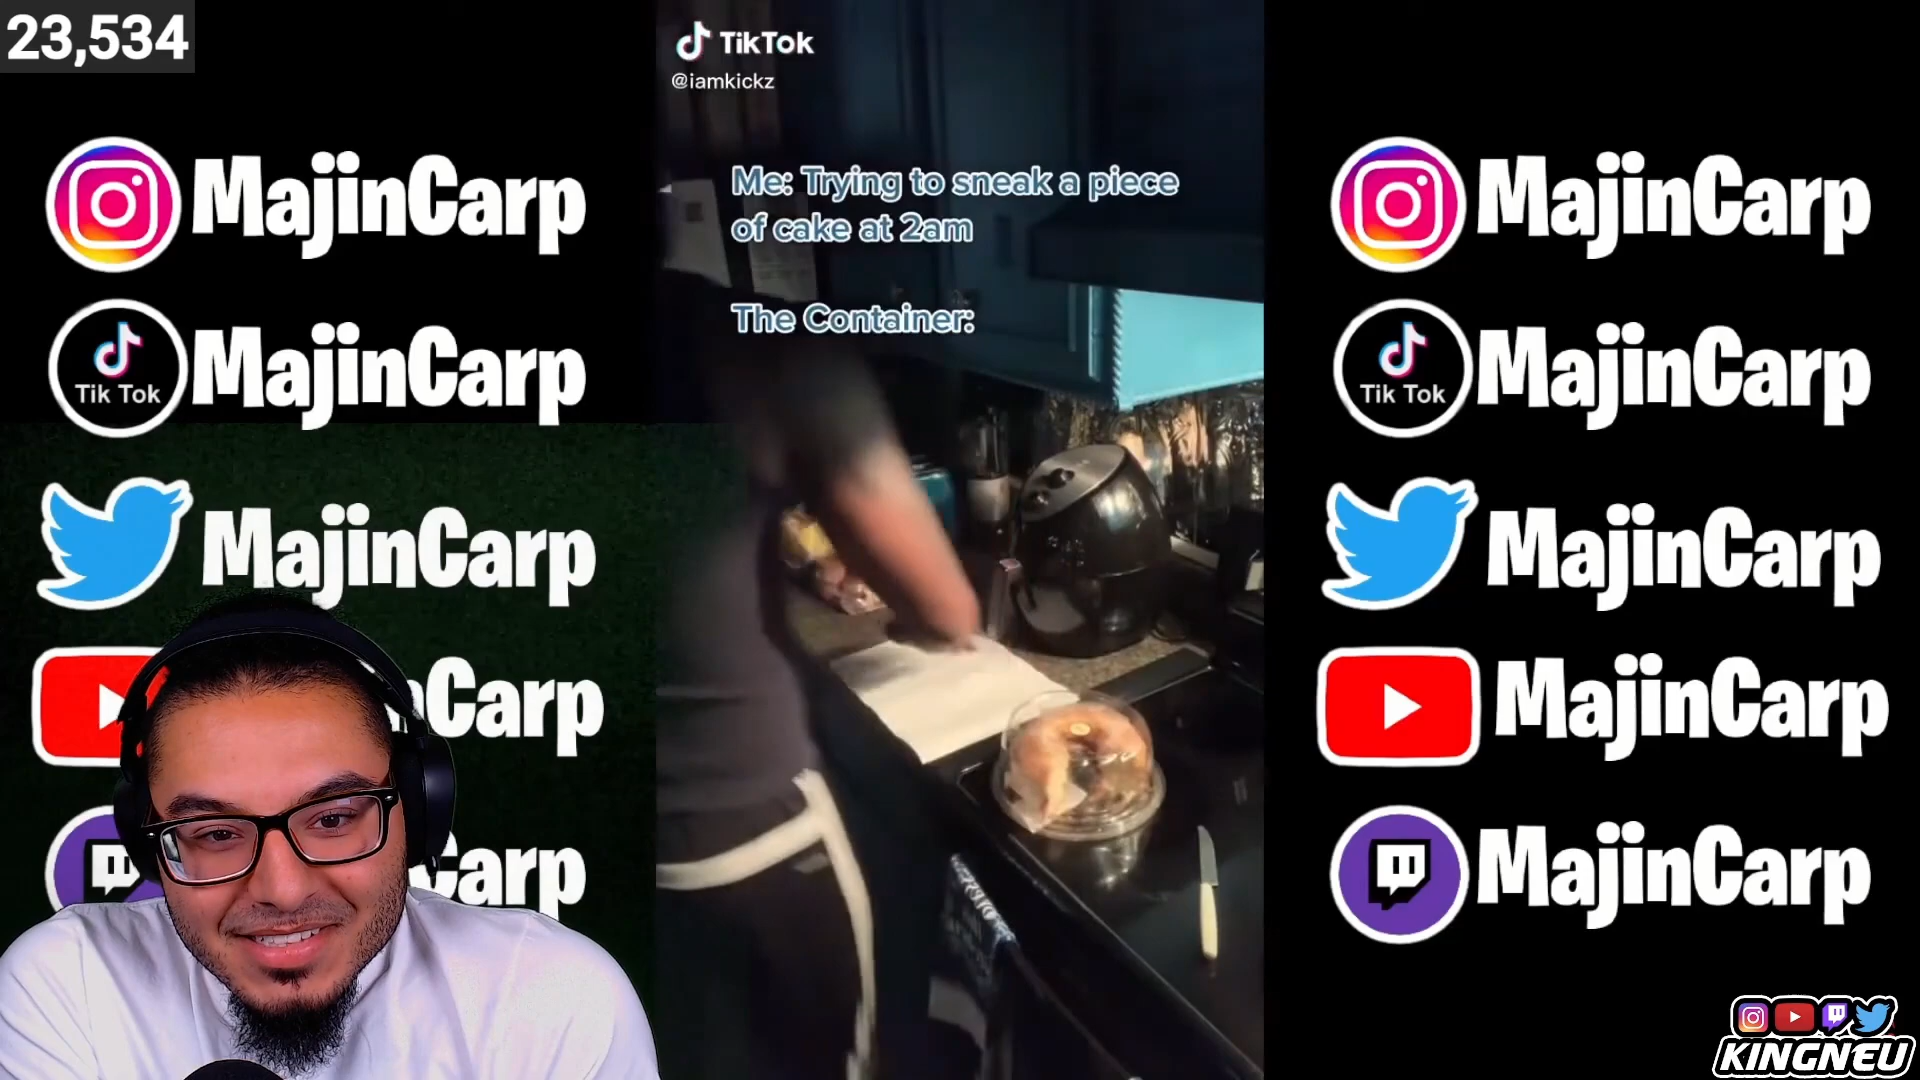 23,534
TikTok
@iamkickz
Me: Trying to sneak a piece
of cake at 2am
The Container:
MajinCarp
Tik Tok
MajinCarp
MajinCarp
Carp
Carp
MajinCarp
Tik Tok
MajinCarp
MajinCarp
MajinCarp
MajinCarp
KINGNEU